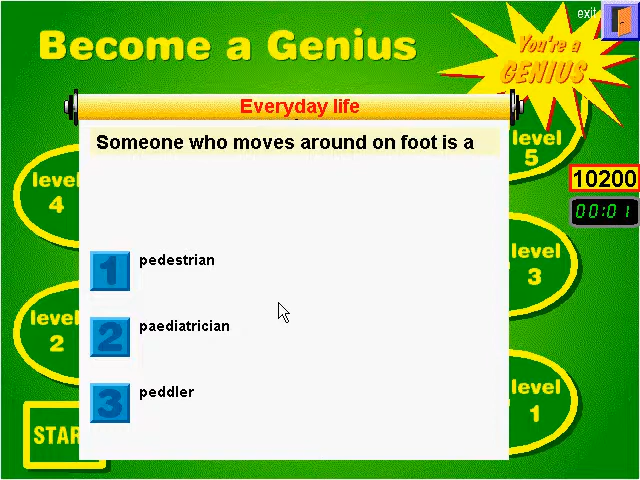 exit
Become a Genius
You're a
GENIUS
Everyday life
Someone who moves around on foot is a
level
5
level
4
10200
00:01
1 pedestrian
level
3
2 paediatrician
level
2
3 peddler
level
1
STAR